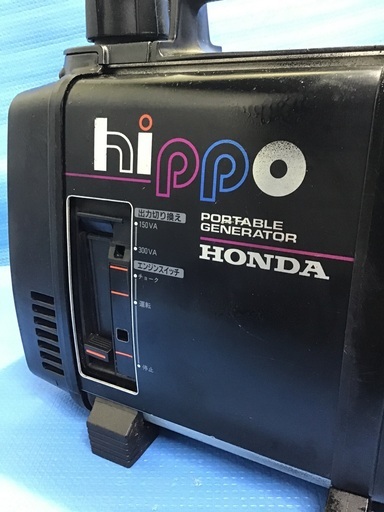 hippo
PORTABLE
GENERATOR
HONDA
出力切り換え
150VA
300VA
エンジンスイッチ
チョーク
運転
停止